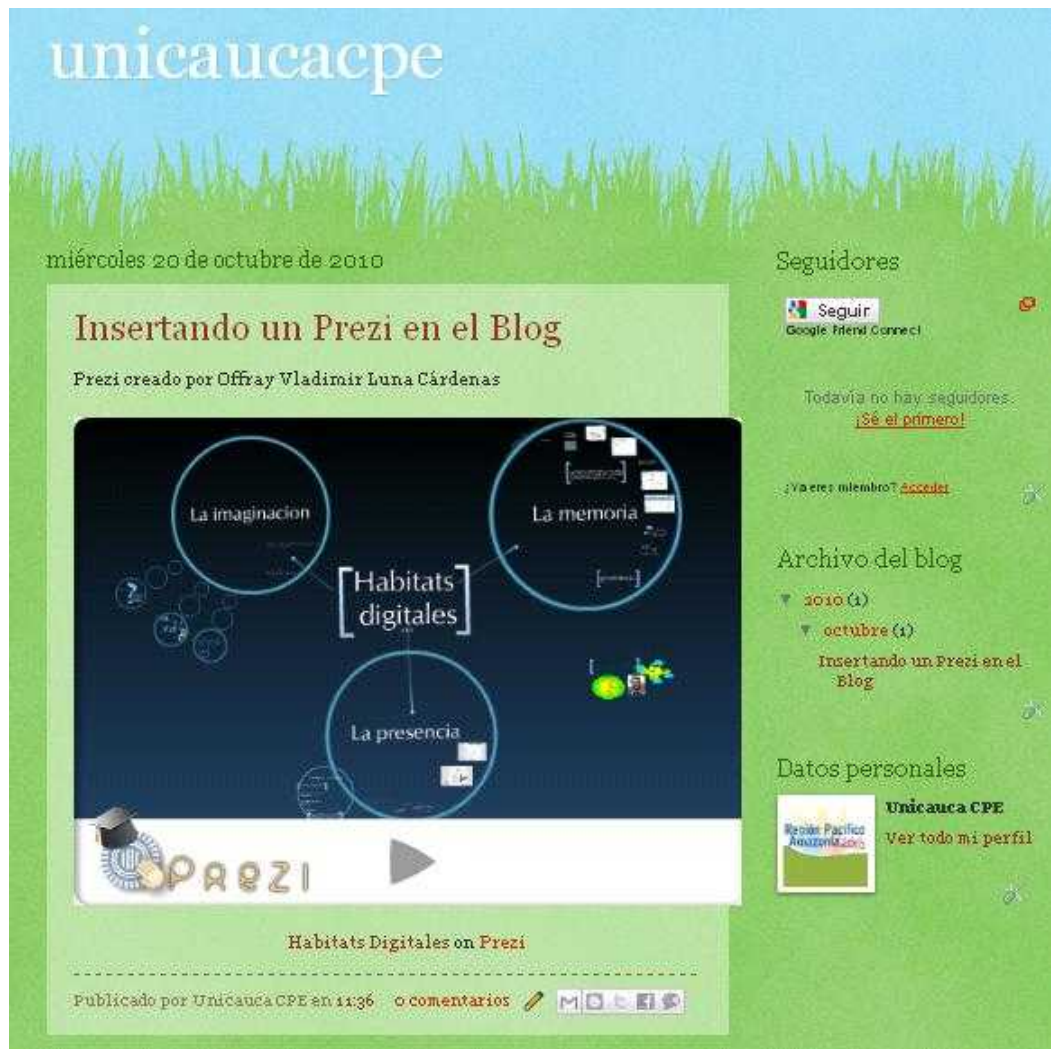 unicaucacpe
miércoles 20 de octubre de 2010
Insertando un Prezi en el Blog
Prezi creado por Offray Vladimir Luna Cárdenas
La imaginacion
La memoria
[Habitats
digitales]
La presencia
PREZI
Habitats Digitales on Prezi
Publicado por Unicauca CPE en 11:36 0 comentarios
Seguidores
Seguir
Google Friend Connect
Todavía no hay seguidores.
¡Sé el primero!
¿Ya eres miembro? Acceder
Archivo del blog
▼ 2010 (1)
▼ octubre (1)
Insertando un Prezi en el
Blog
Datos personales
Región Pacífico
Amazonía
Unicauca CPE
Ver todo mi perfil